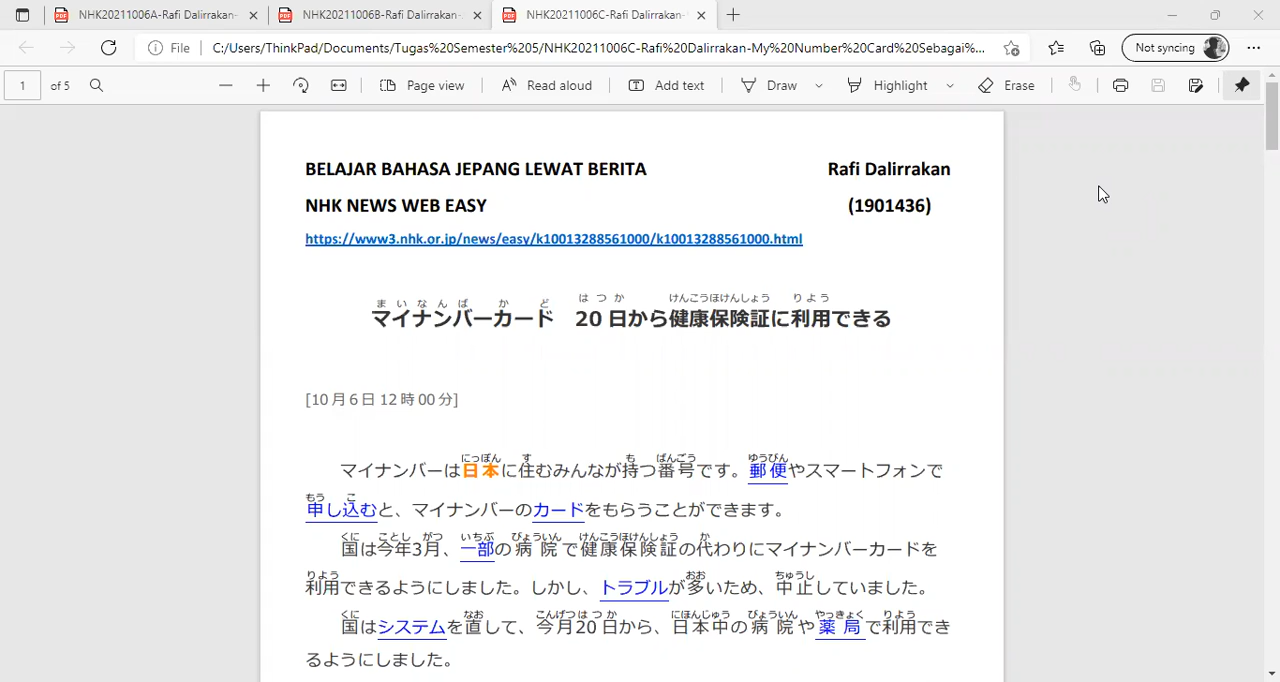 NHK20211006A-Rafi Dalirrakan-
NHK20211006B-Rafi Dalirrakan-
NHK20211006C-Rafi Dalirrakan-
File
C:/Users/ThinkPad/Documents/Tugas%20Semester%205/NHK20211006C-Rafi%20Dalirrakan-My%20Number%20Card%20Sebagai%...
Not syncing
1
of 5
Page view
Read aloud
Add text
Draw
Highlight
Erase
BELAJAR BAHASA JEPANG LEWAT BERITA
Rafi Dalirrakan
NHK NEWS WEB EASY
(1901436)
https://www3.nhk.or.jp/news/easy/k10013288561000/k10013288561000.html
まいなんば か ど はつか けんこうほけんしょう りよう
マイナンバーカード 20日から健康保険証に利用できる
[10月6日12時00分]
にっぽん す も ばんごう ゆうびん
マイナンバーは日本に住むみんなが持つ番号です。郵便やスマートフォンで
もう こ
申し込むと、マイナンバーのカードをもらうことができます。
くに ことし がつ いちぶ びょういん けんこうほけんしょう か
国は今年3月、一部の病院で健康保険証の代わりにマイナンバーカードを
りよう おお ちゅうし
利用できるようにしました。しかし、トラブルが多いため、中止していました。
くに なお こんげつはつか にほんじゅう びょういん やっきょく りよう
国はシステムを直して、今月20日から、日本中の病院や薬局で利用でき
るようにしました。